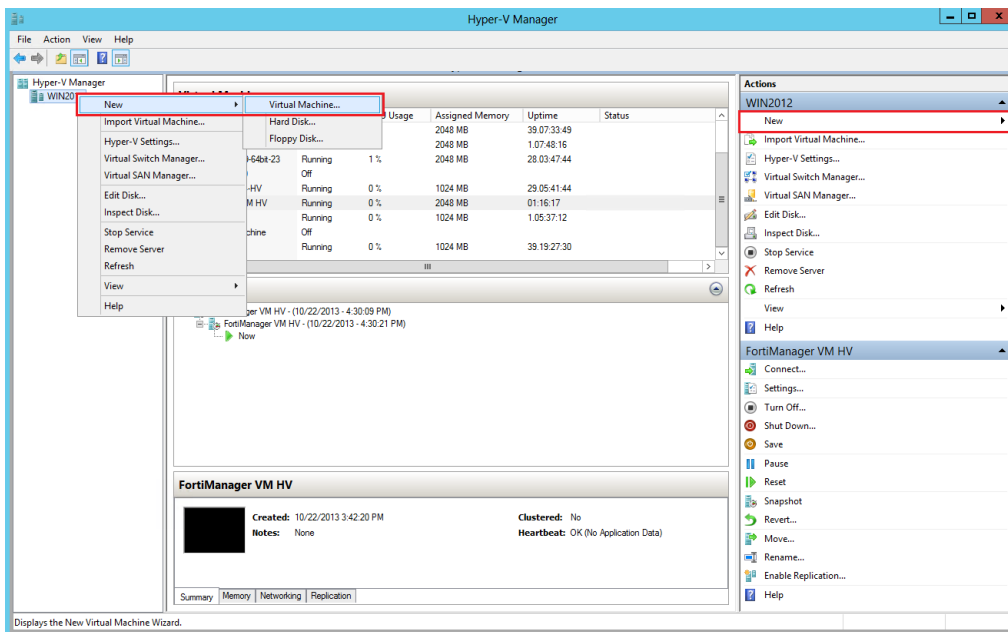 Hyper-V Manager
File Action View Help
Hyper-V Manager
WIN20
New
Import Virtual Machine...
Hyper-V Settings...
Virtual Switch Manager...
Virtual SAN Manager...
Edit Disk...
Inspect Disk...
Stop Service
Remove Server
Refresh
View
Help
Virtual Machine...
Hard Disk...
Floppy Disk...
Usage Assigned Memory Uptime Status
2048 MB 39.07:33:49
2048 MB 1.07:48:16
-64bit-23 Running 1 % 2048 MB 28.03:47:44
Off
-HV Running 0 % 1024 MB 29.05:41:44
M HV Running 0 % 2048 MB 01:16:17
Running 0 % 1024 MB 1.05:37:12
chine Off
Running 0 % 1024 MB 39.19:27:30
ger VM HV - (10/22/2013 - 4:30:09 PM)
FortiManager VM HV - (10/22/2013 - 4:30:21 PM)
Now
FortiManager VM HV
Created: 10/22/2013 3:42:20 PM Clustered: No
Notes: None Heartbeat: OK (No Application Data)
Summary Memory Networking Replication
Actions
WIN2012
New
Import Virtual Machine...
Hyper-V Settings...
Virtual Switch Manager...
Virtual SAN Manager...
Edit Disk...
Inspect Disk...
Stop Service
Remove Server
Refresh
View
Help
FortiManager VM HV
Connect...
Settings...
Turn Off...
Shut Down...
Save
Pause
Reset
Snapshot
Revert...
Move...
Rename...
Enable Replication...
Help
Displays the New Virtual Machine Wizard.